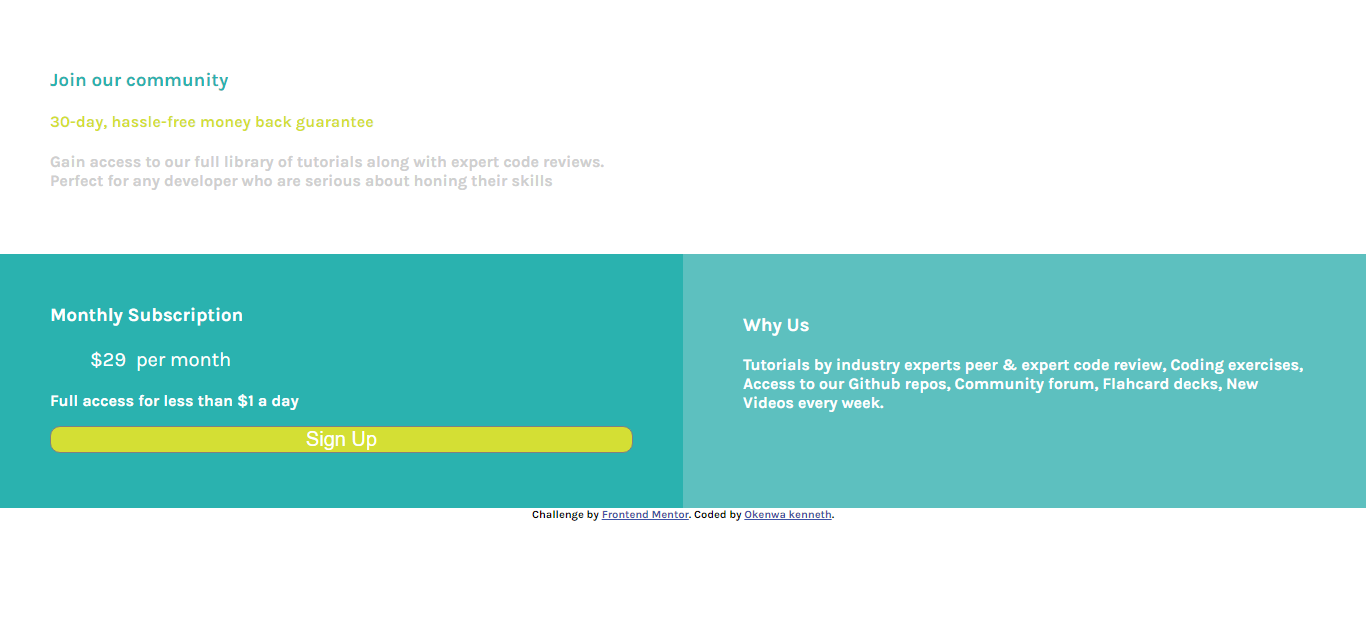 Join our community
30-day, hassle-free money back guarantee
Gain access to our full library of tutorials along with expert code reviews.
Perfect for any developer who are serious about honing their skills
Monthly Subscription
$29 per month
Full access for less than $1 a day
Sign Up
Why Us
Tutorials by industry experts peer & expert code review, Coding exercises,
Access to our Github repos, Community forum, Flahcard decks, New
Videos every week.
Challenge by Frontend Mentor. Coded by Okenwa kenneth.